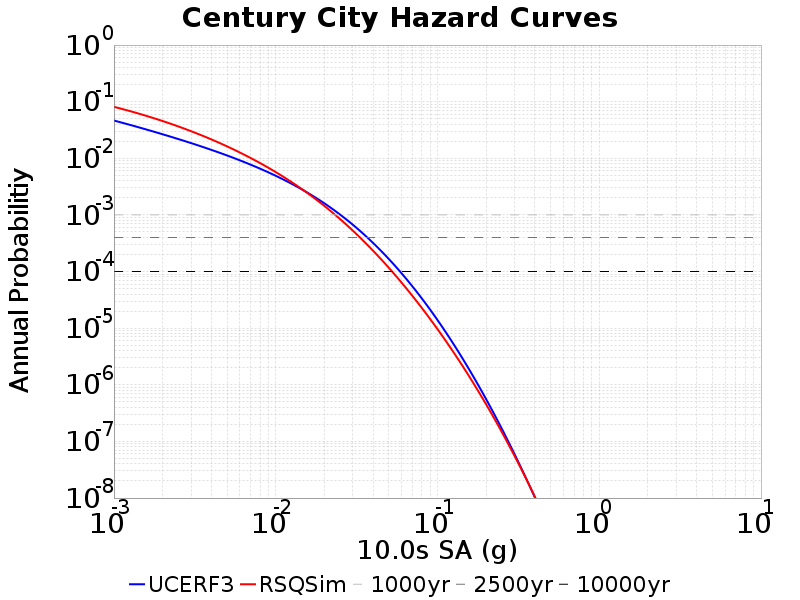 Century City Hazard Curves
10^0
10^-1
10^-2
10^-3
10^-4
10^-5
10^-6
10^-7
10^-8
Annual Probabilitiy
10^-3 10^-2 10^-1 10^0 10^1
10.0s SA (g)
UCERF3 RSQSim 1000yr 2500yr 10000yr